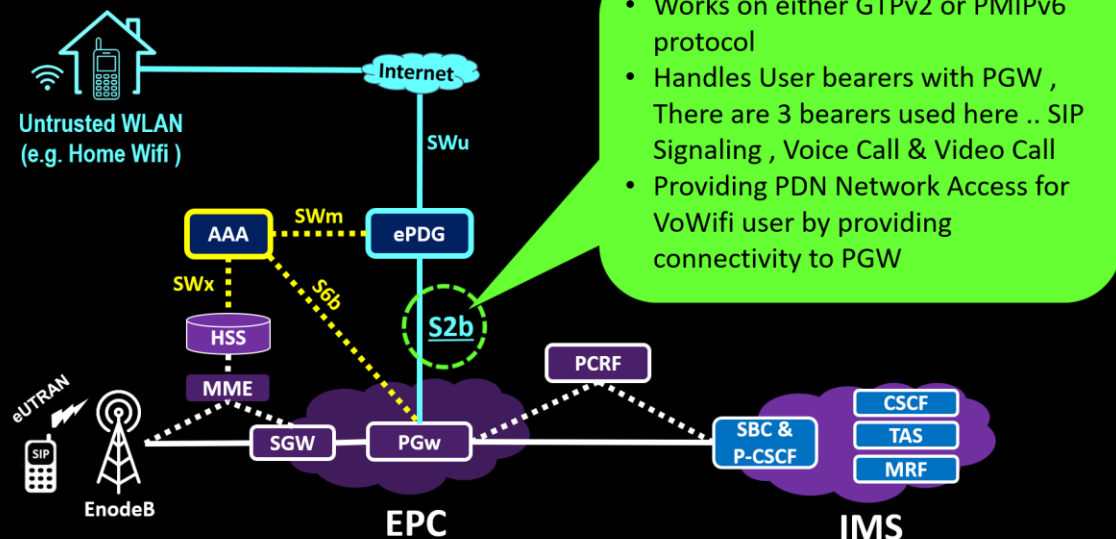 • Works on either GTPv2 or PMIPv6
protocol
• Handles User bearers with PGW ,
There are 3 bearers used here .. SIP
Signaling , Voice Call & Video Call
• Providing PDN Network Access for
VoWifi user by providing
connectivity to PGW
Internet
Untrusted WLAN
(e.g. Home Wifi )
SWu
SWm
AAA
ePDG
SWx
S6b
S2b
HSS
PCRF
MME
eUTRAN
CSCF
SGW
PGw
SBC &
P-CSCF
TAS
SIP
MRF
EnodeB
EPC
IMS